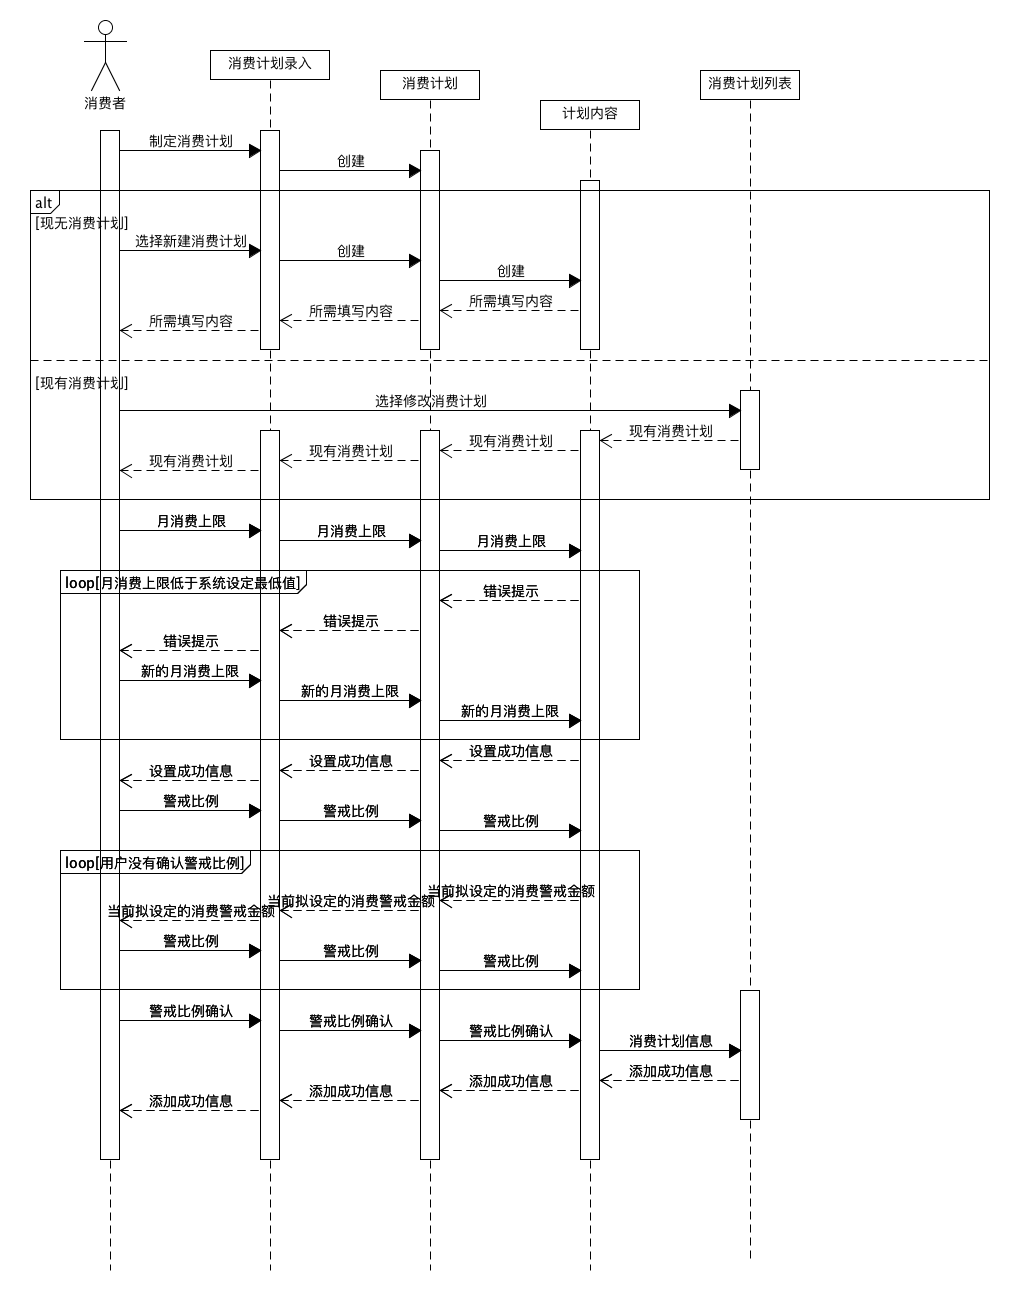 消费计划录入
消费计划
消费计划列表
消费者
计划内容
制定消费计划
创建
alt
[现无消费计划]
选择新建消费计划
创建
创建
所需填写内容
所需填写内容
所需填写内容
[现有消费计划]
选择修改消费计划
现有消费计划
现有消费计划
现有消费计划
现有消费计划
月消费上限
月消费上限
月消费上限
loop[月消费上限低于系统设定最低值]
错误提示
错误提示
错误提示
新的月消费上限
新的月消费上限
新的月消费上限
设置成功信息
设置成功信息
设置成功信息
警戒比例
警戒比例
警戒比例
loop[用户没有确认警戒比例]
当前拟设定的消费警戒金额
当前拟设定的消费警戒金额
当前拟设定的消费警戒金额
警戒比例
警戒比例
警戒比例
警戒比例确认
警戒比例确认
警戒比例确认
消费计划信息
添加成功信息
添加成功信息
添加成功信息
添加成功信息